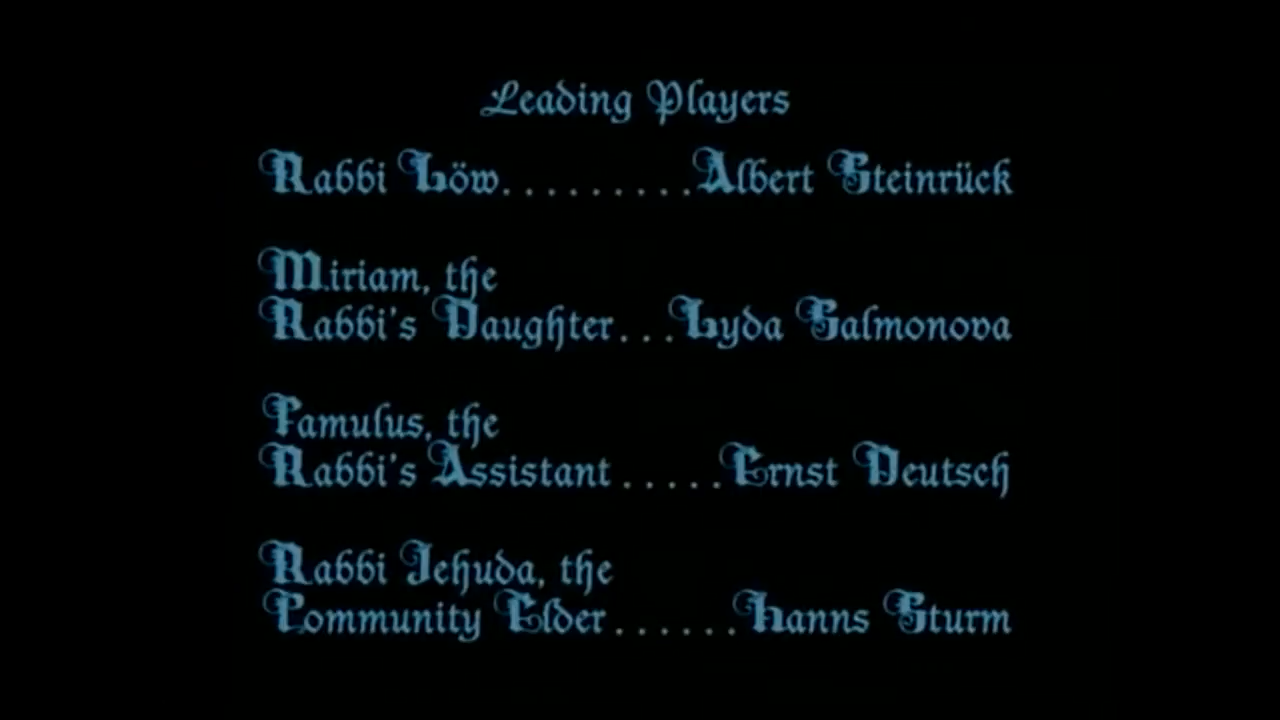 Leading Players
Rabbi Löw.........Albert Steinrück
Miriam, the
Rabbi's Daughter...Lyda Salmonova
Famulus, the
Rabbi's Assistant.....Ernst Deutsch
Rabbi Jehuda, the
Community Elder......Hanns Sturm